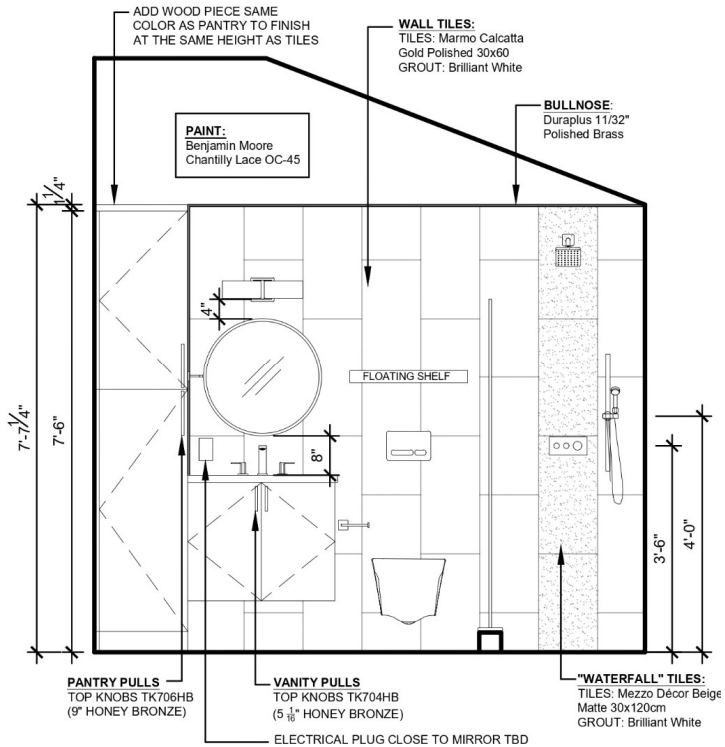 ADD WOOD PIECE SAME
COLOR AS PANTRY TO FINISH
AT THE SAME HEIGHT AS TILES
WALL TILES:
TILES: Marmo Calcatta
Gold Polished 30x60
GROUT: Brilliant White
BULLNOSE:
Duraplus 11/32"
Polished Brass
PAINT:
Benjamin Moore
Chantilly Lace OC-45
1 1/4"
4"
FLOATING SHELF
8"
7'-7 1/4"
7'-6"
3'-6"
4'-0"
PANTRY PULLS
TOP KNOBS TK706HB
(9" HONEY BRONZE)
VANITY PULLS
TOP KNOBS TK704HB
(5 1/16" HONEY BRONZE)
"WATERFALL" TILES:
TILES: Mezzo Décor Beige
Matte 30x120cm
GROUT: Brilliant White
ELECTRICAL PLUG CLOSE TO MIRROR TBD